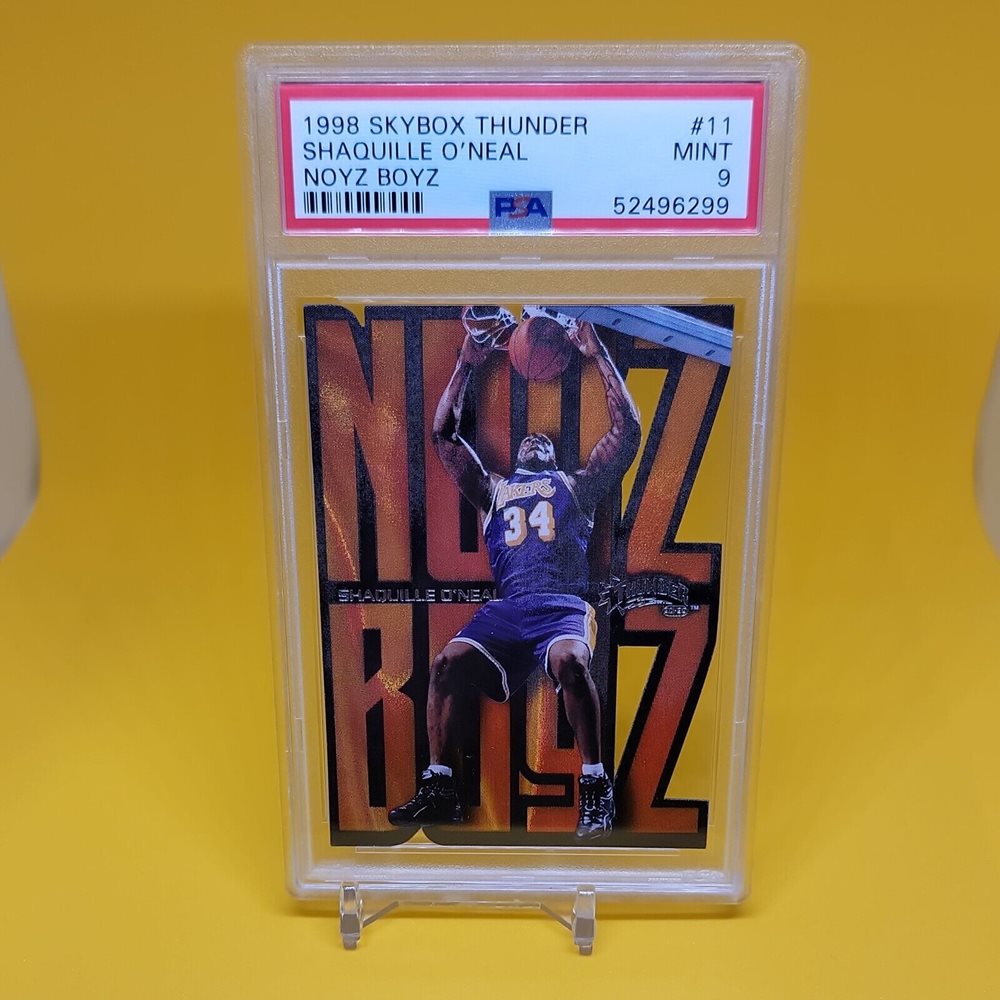 1998 SKYBOX THUNDER #11
SHAQUILLE O'NEAL MINT
NOYZ BOYZ 9
PSA 52496299
NOYZ
LAKERS
34
SHAQUILLE O'NEAL THUNDER ™
BOYZ